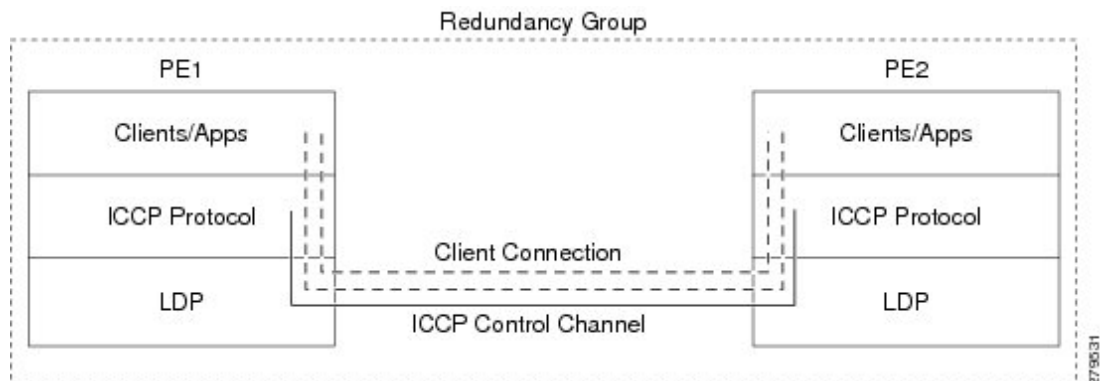 Redundancy Group
PE1
PE2
Clients/Apps
Clients/Apps
ICCP Protocol
ICCP Protocol
Client Connection
LDP
LDP
ICCP Control Channel
279531